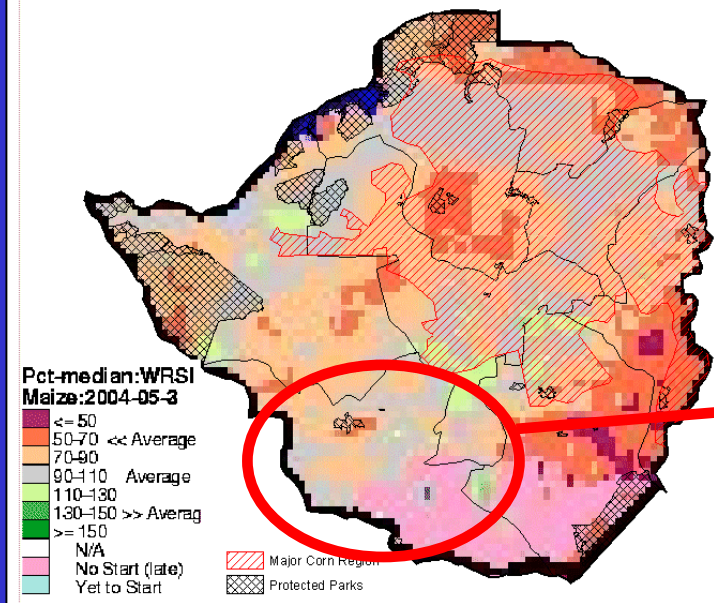 Pct-median:WRSI
Maize:2004-05-3
<= 50
50-70 << Average
70-90
90-110 Average
110-130
130-150 >> Averag
>= 150
N/A
No Start (late)
Yet to Start
Major Corn Region
Protected Parks